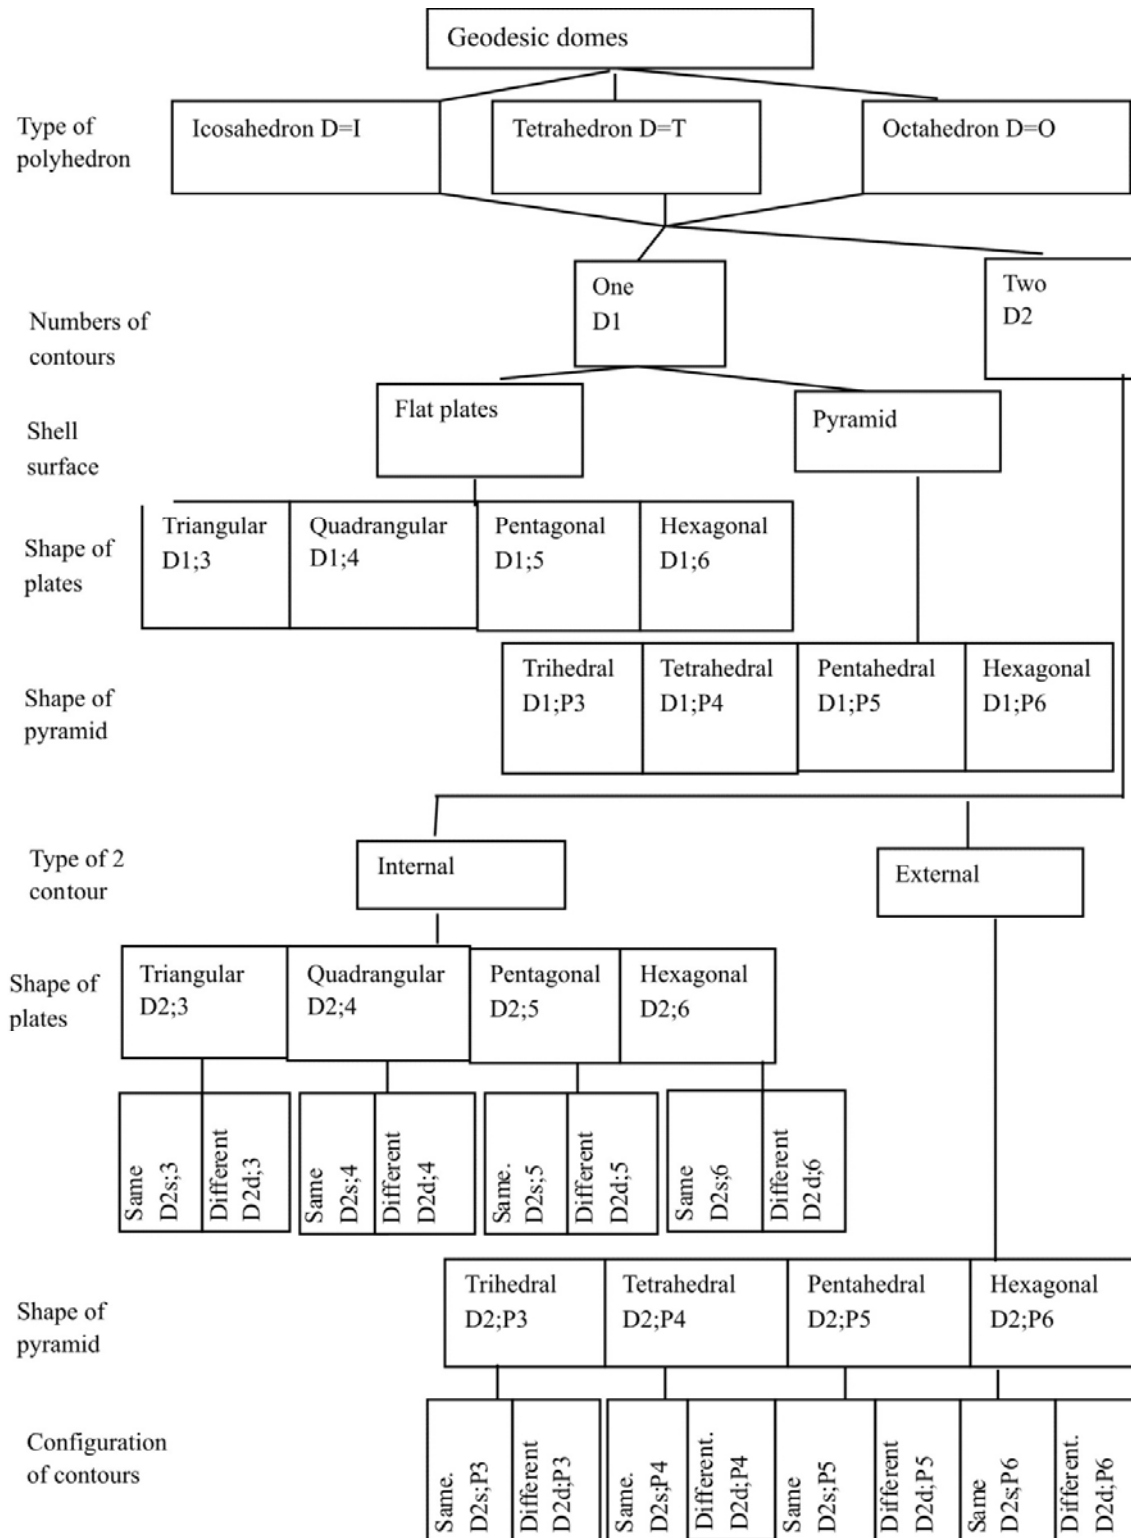 Geodesic domes
Type of
polyhedron
Icosahedron D=I
Tetrahedron D=T
Octahedron D=O
One
D1
Two
D2
Numbers of
contours
Flat plates
Pyramid
Shell
surface
Shape of
plates
Triangular
D1;3
Quadrangular
D1;4
Pentagonal
D1;5
Hexagonal
D1;6
Shape of
pyramid
Trihedral
D1;P3
Tetrahedral
D1;P4
Pentahedral
D1;P5
Hexagonal
D1;P6
Type of 2
contour
Internal
External
Shape of
plates
Triangular
D2;3
Quadrangular
D2;4
Pentagonal
D2;5
Hexagonal
D2;6
Same
D2s;3
Different
D2d;3
Same
D2s;4
Different
D2d;4
Same.
D2s;5
Different
D2d;5
Same
D2s;6
Different
D2d;6
Shape of
pyramid
Trihedral
D2;P3
Tetrahedral
D2;P4
Pentahedral
D2;P5
Hexagonal
D2;P6
Configuration
of contours
Same.
D2s;P3
Different
D2d;P3
Same.
D2s;P4
Different.
D2d;P4
Same
D2s;P5
Different
D2d;P5
Same
D2s;P6
Different.
D2d;P6